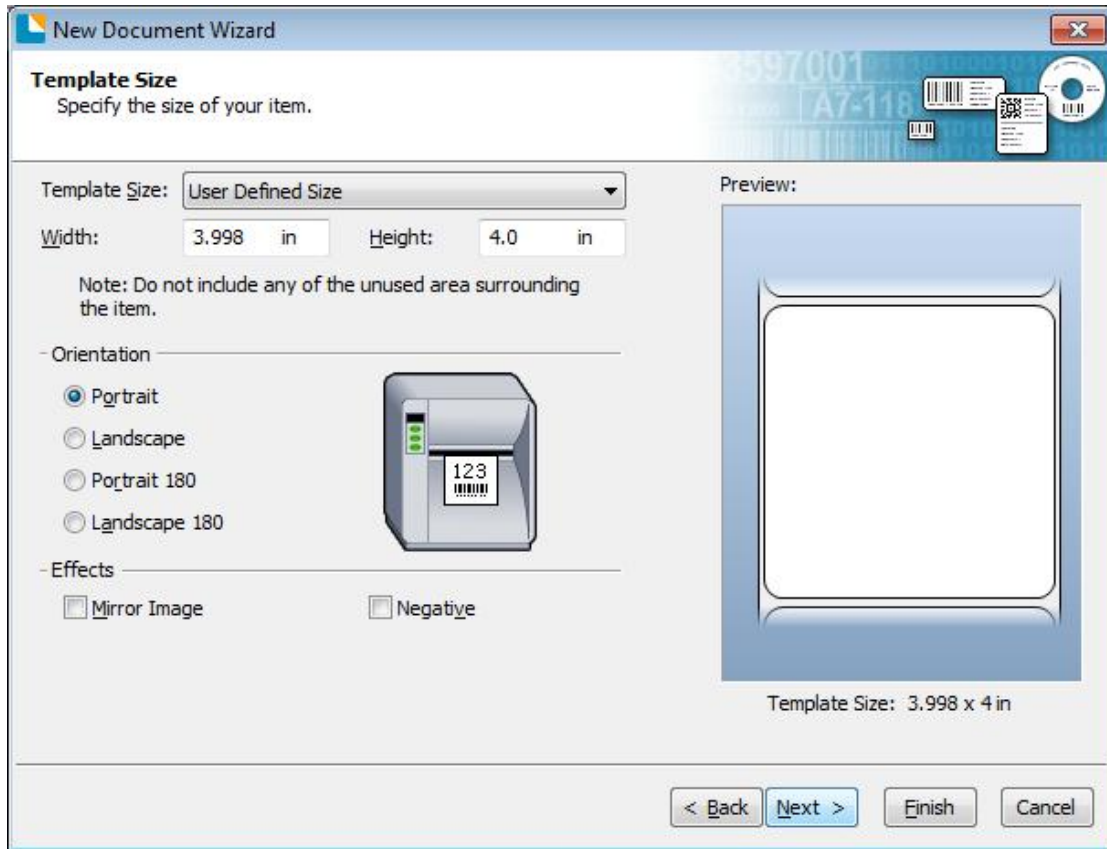 New Document Wizard
3597001
A7-118
Template Size
Specify the size of your item.
Template Size: User Defined Size
Width: 3.998 in Height: 4.0 in
Note: Do not include any of the unused area surrounding
the item.
Orientation
Portrait
Landscape
Portrait 180
Landscape 180
123
Effects
Mirror Image Negative
Preview:
Template Size: 3.998 x 4 in
< Back Next > Finish Cancel